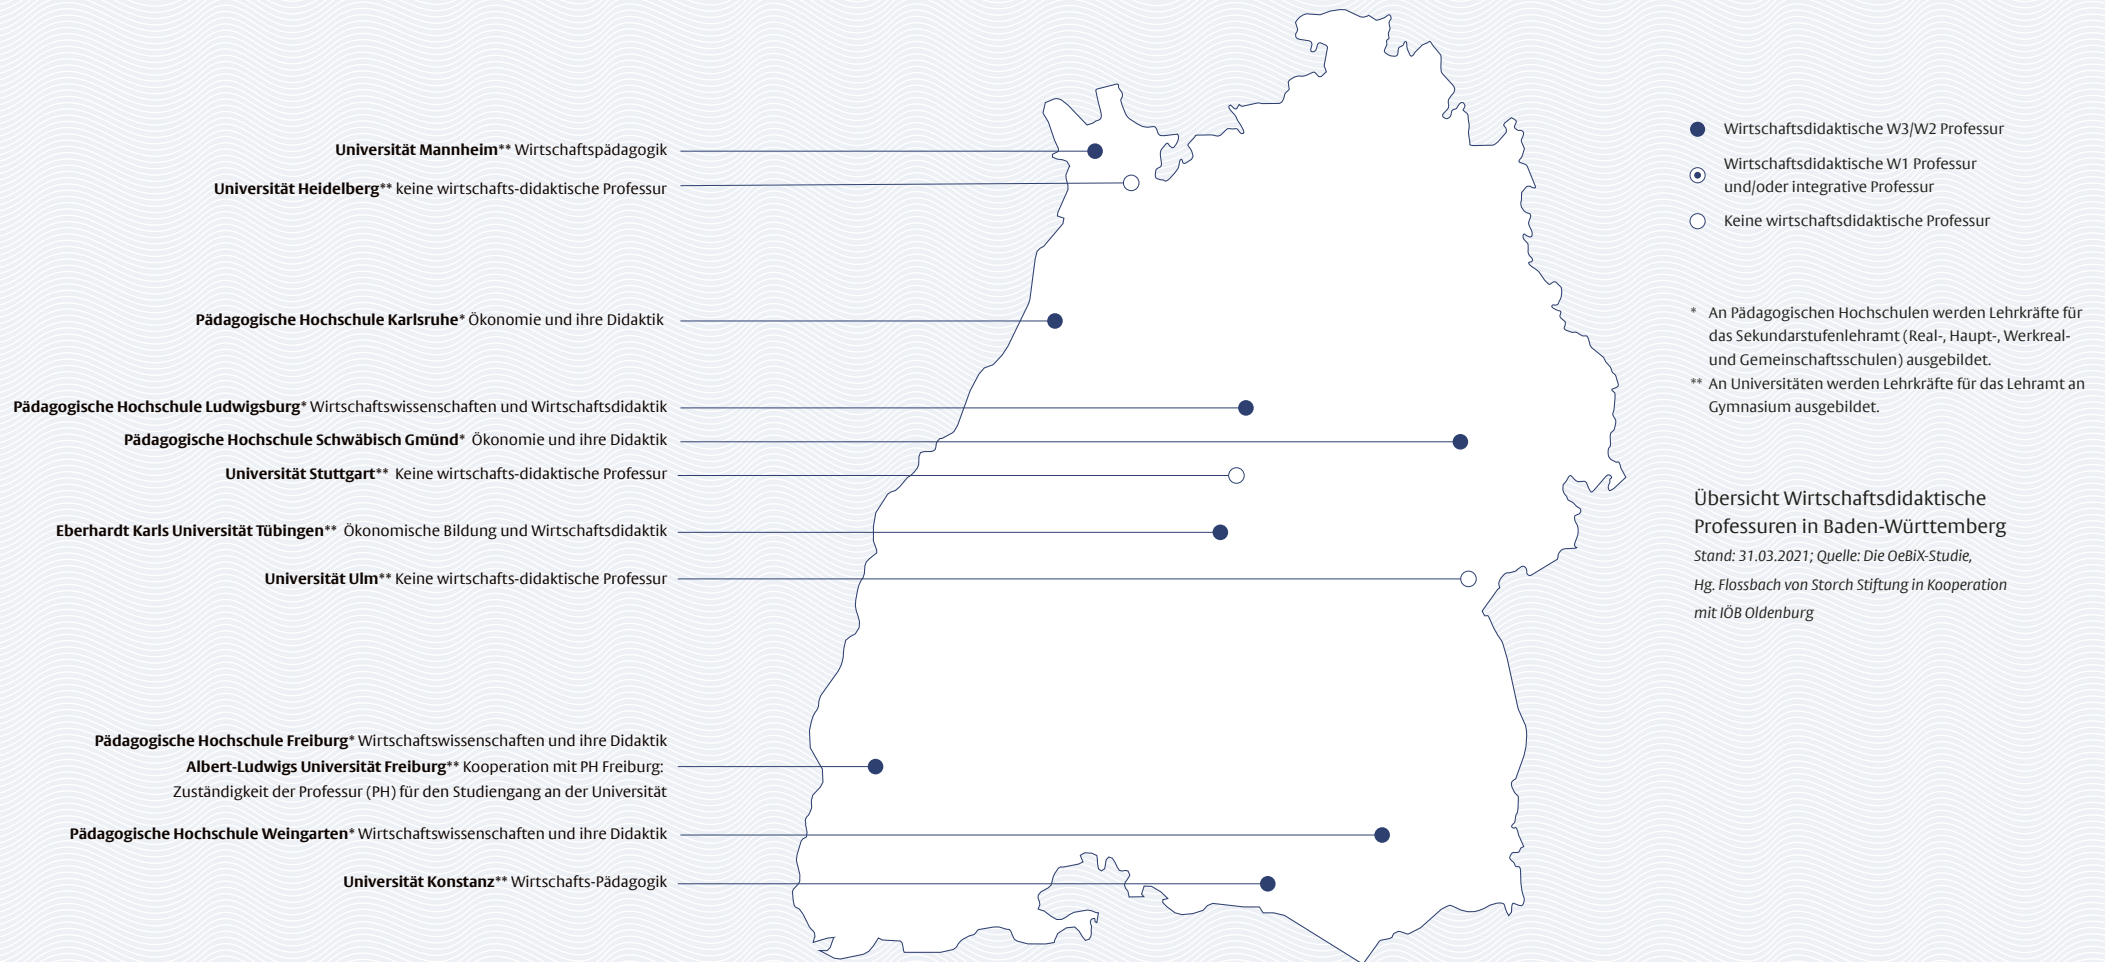 Universität Mannheim** Wirtschaftspädagogik
Universität Heidelberg** keine wirtschafts-didaktische Professur
Pädagogische Hochschule Karlsruhe* Ökonomie und ihre Didaktik
Pädagogische Hochschule Ludwigsburg* Wirtschaftswissenschaften und Wirtschaftsdidaktik
Pädagogische Hochschule Schwäbisch Gmünd* Ökonomie und ihre Didaktik
Universität Stuttgart** Keine wirtschafts-didaktische Professur
Eberhardt Karls Universität Tübingen** Ökonomische Bildung und Wirtschaftsdidaktik
Universität Ulm** Keine wirtschafts-didaktische Professur
Pädagogische Hochschule Freiburg* Wirtschaftswissenschaften und ihre Didaktik
Albert-Ludwigs Universität Freiburg** Kooperation mit PH Freiburg:
Zuständigkeit der Professur (PH) für den Studiengang an der Universität
Pädagogische Hochschule Weingarten* Wirtschaftswissenschaften und ihre Didaktik
Universität Konstanz** Wirtschafts-Pädagogik
Wirtschaftsdidaktische W3/W2 Professur
Wirtschaftsdidaktische W1 Professur
und/oder integrative Professur
Keine wirtschaftsdidaktische Professur
* An Pädagogischen Hochschulen werden Lehrkräfte für
das Sekundarstufenlehramt (Real-, Haupt-, Werkreal-
und Gemeinschaftsschulen) ausgebildet.
** An Universitäten werden Lehrkräfte für das Lehramt an
Gymnasium ausgebildet.
Übersicht Wirtschaftsdidaktische
Professuren in Baden-Württemberg
Stand: 31.03.2021; Quelle: Die OeBiX-Studie,
Hg. Flossbach von Storch Stiftung in Kooperation
mit IÖB Oldenburg